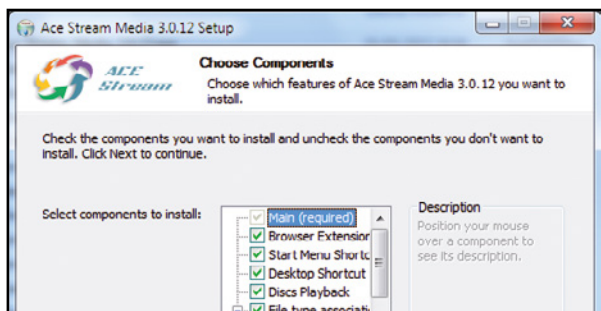 Ace Stream Media 3.0.12 Setup
ACE
Stream
Choose Components
Choose which features of Ace Stream Media 3.0.12 you want to
install.
Check the components you want to install and uncheck the components you don't want to
install. Click Next to continue.
Select components to install:
Main (required)
Browser Extension
Start Menu Shortc
Desktop Shortcut
Discs Playback
File type associati
Description
Position your mouse
over a component to
see its description.